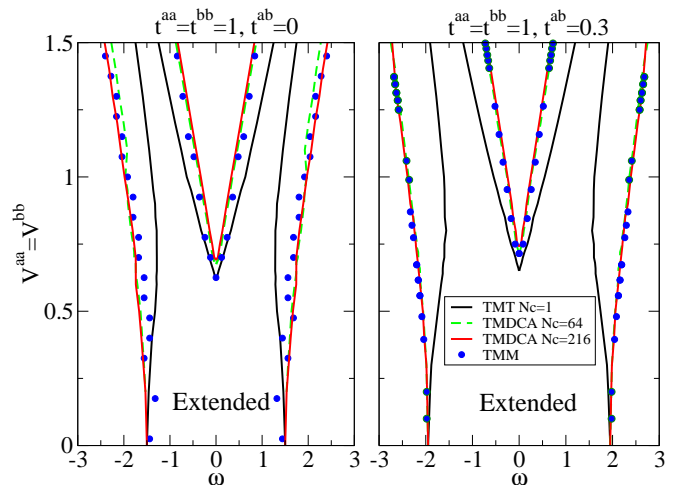 t^aa=t^bb=1, t^ab=0
t^aa=t^bb=1, t^ab=0.3
V^aa=V^bb
1.5
1
0.5
0
Extended
-3 -2 -1 0 1 2 3
ω
TMT Nc=1
TMDCA Nc=64
TMDCA Nc=216
TMM
Extended
-3 -2 -1 0 1 2 3
ω